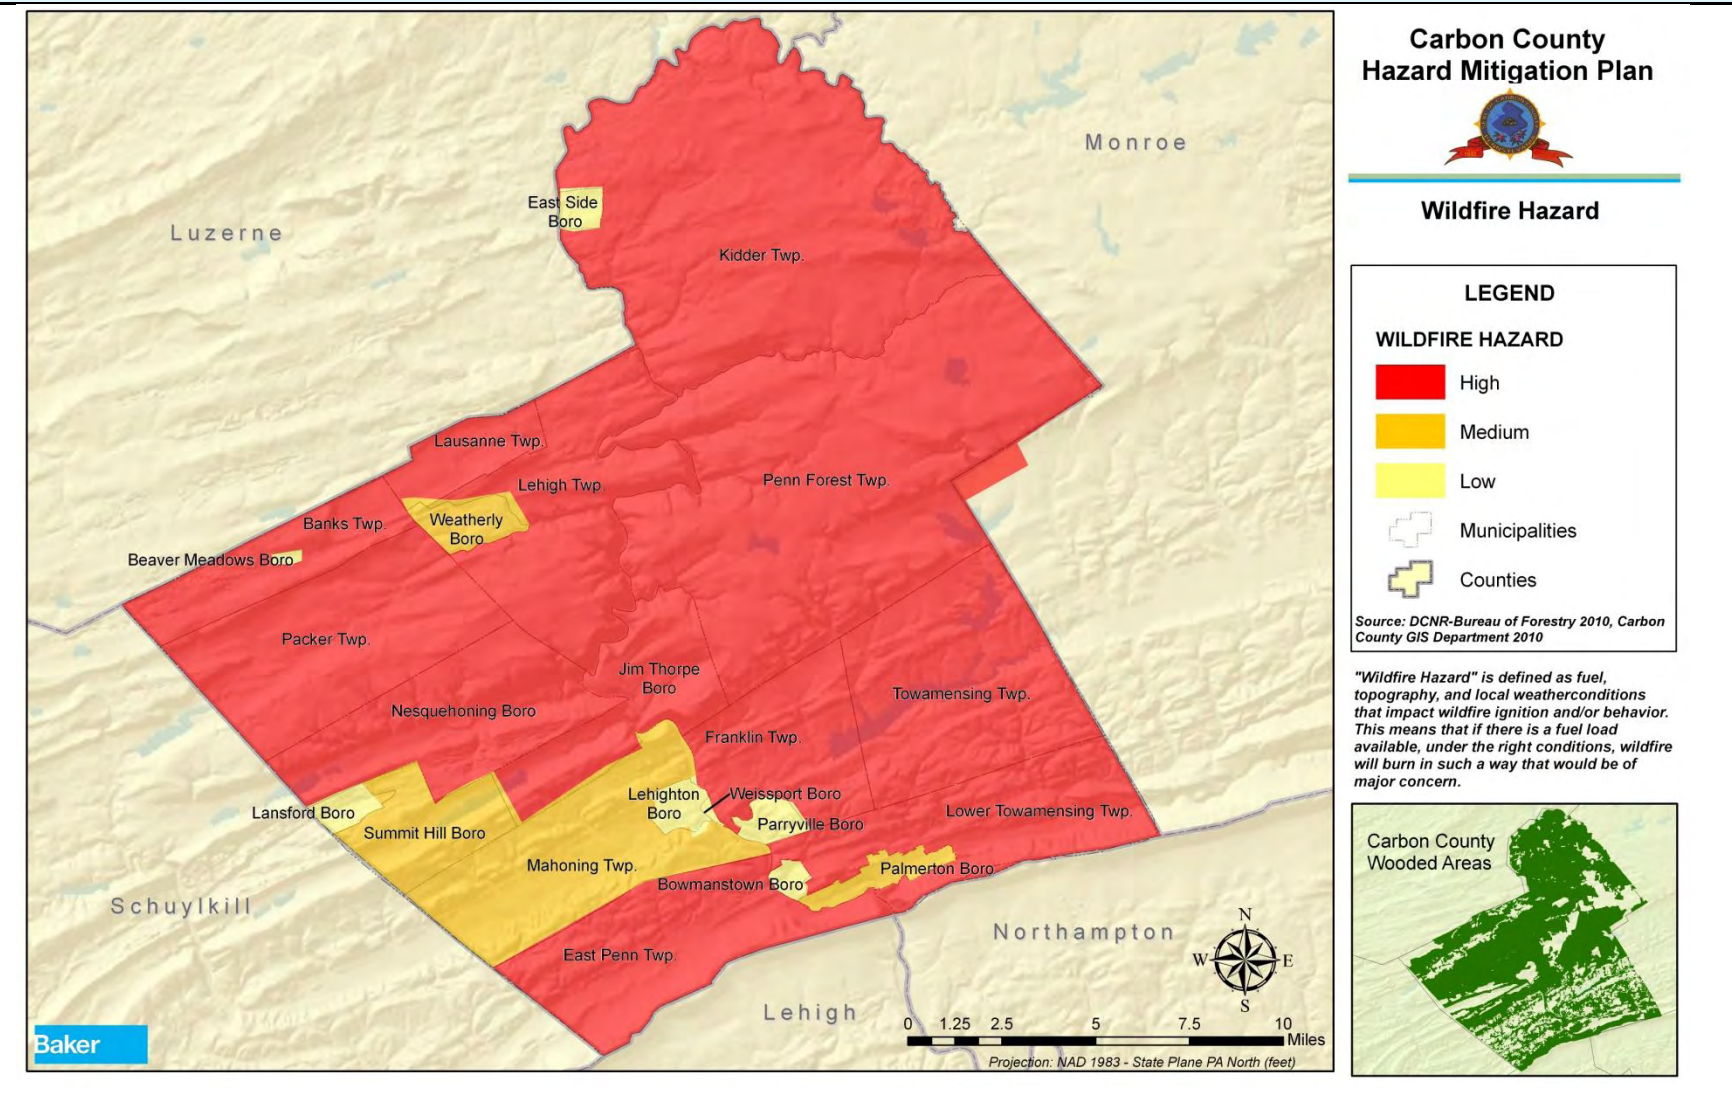 Carbon County
Hazard Mitigation Plan
Wildfire Hazard
LEGEND
WILDFIRE HAZARD
High
Medium
Low
Municipalities
Counties
Source: DCNR-Bureau of Forestry 2010, Carbon
County GIS Department 2010
"Wildfire Hazard" is defined as fuel,
topography, and local weatherconditions
that impact wildfire ignition and/or behavior.
This means that if there is a fuel load
available, under the right conditions, wildfire
will burn in such a way that would be of
major concern.
Carbon County
Wooded Areas
Monroe
Luzerne
East Side
Boro
Kidder Twp.
Lausanne Twp.
Lehigh Twp.
Penn Forest Twp.
Banks Twp.
Weatherly
Boro
Beaver Meadows Boro
Packer Twp.
Jim Thorpe
Boro
Nesquehoning Boro
Towamensing Twp.
Franklin Twp.
Lehighton
Boro
Weissport Boro
Parryville Boro
Lower Towamensing Twp.
Lansford Boro
Summit Hill Boro
Mahoning Twp.
Bowmanstown Boro
Palmerton Boro
East Penn Twp.
Schuylkill
Northampton
Lehigh
N
W E
S
0 1.25 2.5 5 7.5 10
Miles
Projection: NAD 1983 - State Plane PA North (feet)
Baker